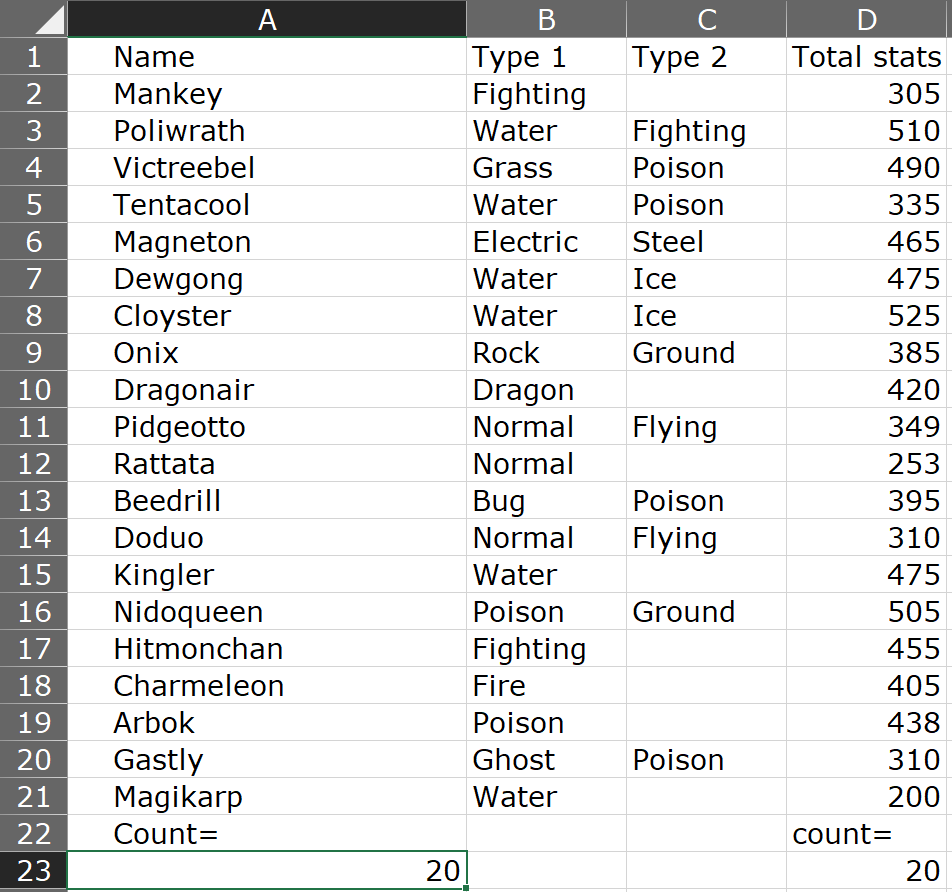 A B C D
1 Name Type 1 Type 2 Total stats
2 Mankey Fighting 305
3 Poliwrath Water Fighting 510
4 Victreebel Grass Poison 490
5 Tentacool Water Poison 335
6 Magneton Electric Steel 465
7 Dewgong Water Ice 475
8 Cloyster Water Ice 525
9 Onix Rock Ground 385
10 Dragonair Dragon 420
11 Pidgeotto Normal Flying 349
12 Rattata Normal 253
13 Beedrill Bug Poison 395
14 Doduo Normal Flying 310
15 Kingler Water 475
16 Nidoqueen Poison Ground 505
17 Hitmonchan Fighting 455
18 Charmeleon Fire 405
19 Arbok Poison 438
20 Gastly Ghost Poison 310
21 Magikarp Water 200
22 Count= count=
23 20 20